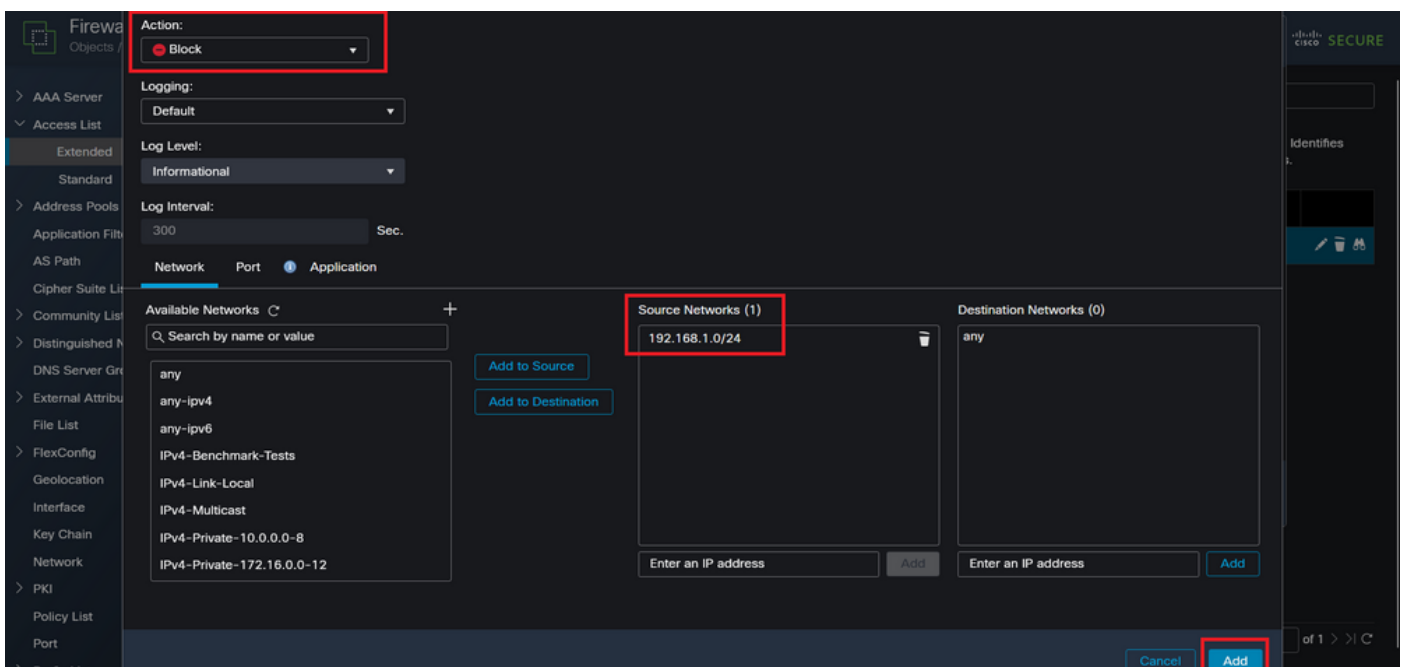 Firewa
Objects /
cisco SECURE
AAA Server
Access List
Extended
Standard
Address Pools
Application Filt
AS Path
Cipher Suite Lis
Community List
Distinguished N
DNS Server Gro
External Attribu
File List
FlexConfig
Geolocation
Interface
Key Chain
Network
PKI
Policy List
Port
Action:
Block
Logging:
Default
Log Level:
Informational
Log Interval:
300 Sec.
Network Port Application
Available Networks
Search by name or value
any
any-ipv4
any-ipv6
IPv4-Benchmark-Tests
IPv4-Link-Local
IPv4-Multicast
IPv4-Private-10.0.0.0-8
IPv4-Private-172.16.0.0-12
Add to Source
Add to Destination
Source Networks (1)
192.168.1.0/24
Enter an IP address Add
Destination Networks (0)
any
Enter an IP address Add
Cancel Add
Identifies
of 1